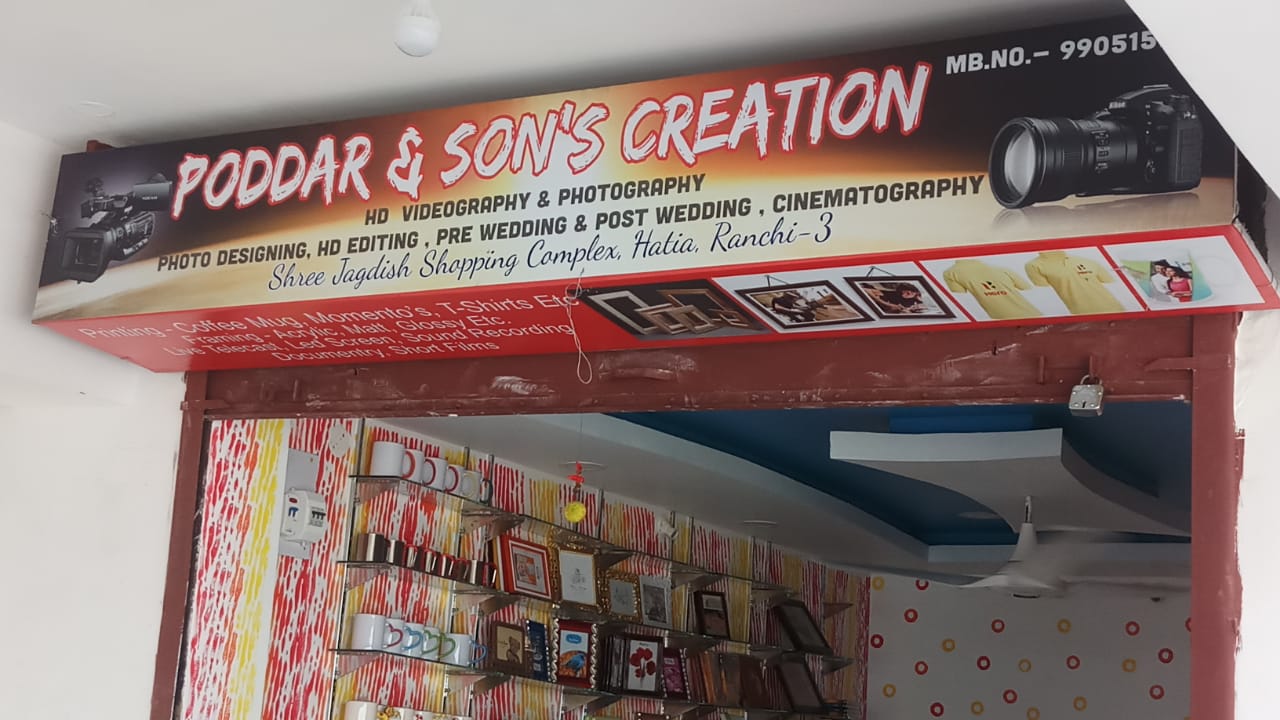 MB.NO.- 990515
PODDAR & SON'S CREATION
HD VIDEOGRAPHY & PHOTOGRAPHY
PHOTO DESIGNING, HD EDITING , PRE WEDDING & POST WEDDING , CINEMATOGRAPHY
Shree Jagdish Shopping Complex, Hatia, Ranchi-3
Printing - Coffee Mug, Momento's, T-Shirts Etc
Framing - Acrylic, Matt, Glossy Etc.
Live Telecast, Led Screen, Sound Recording
Documentry, Short Films
Nikon
Hero